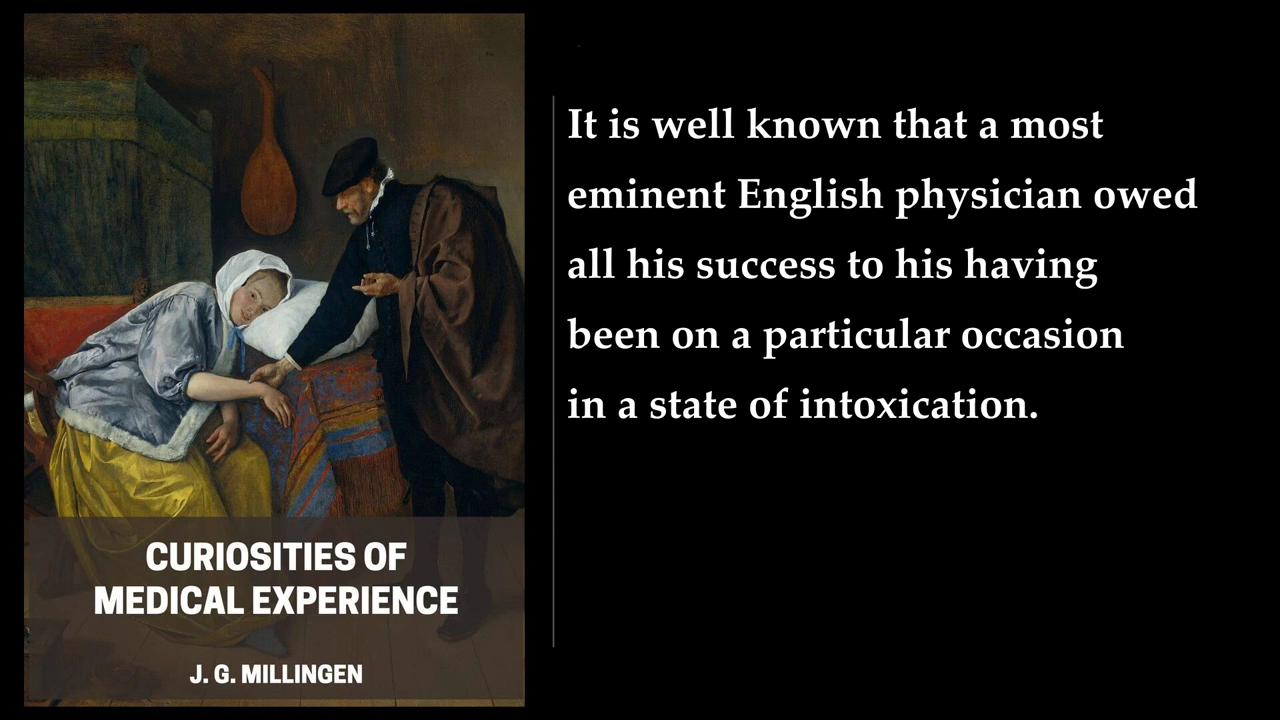 CURIOSITIES OF
MEDICAL EXPERIENCE
J. G. MILLINGEN
It is well known that a most
eminent English physician owed
all his success to his having
been on a particular occasion
in a state of intoxication.